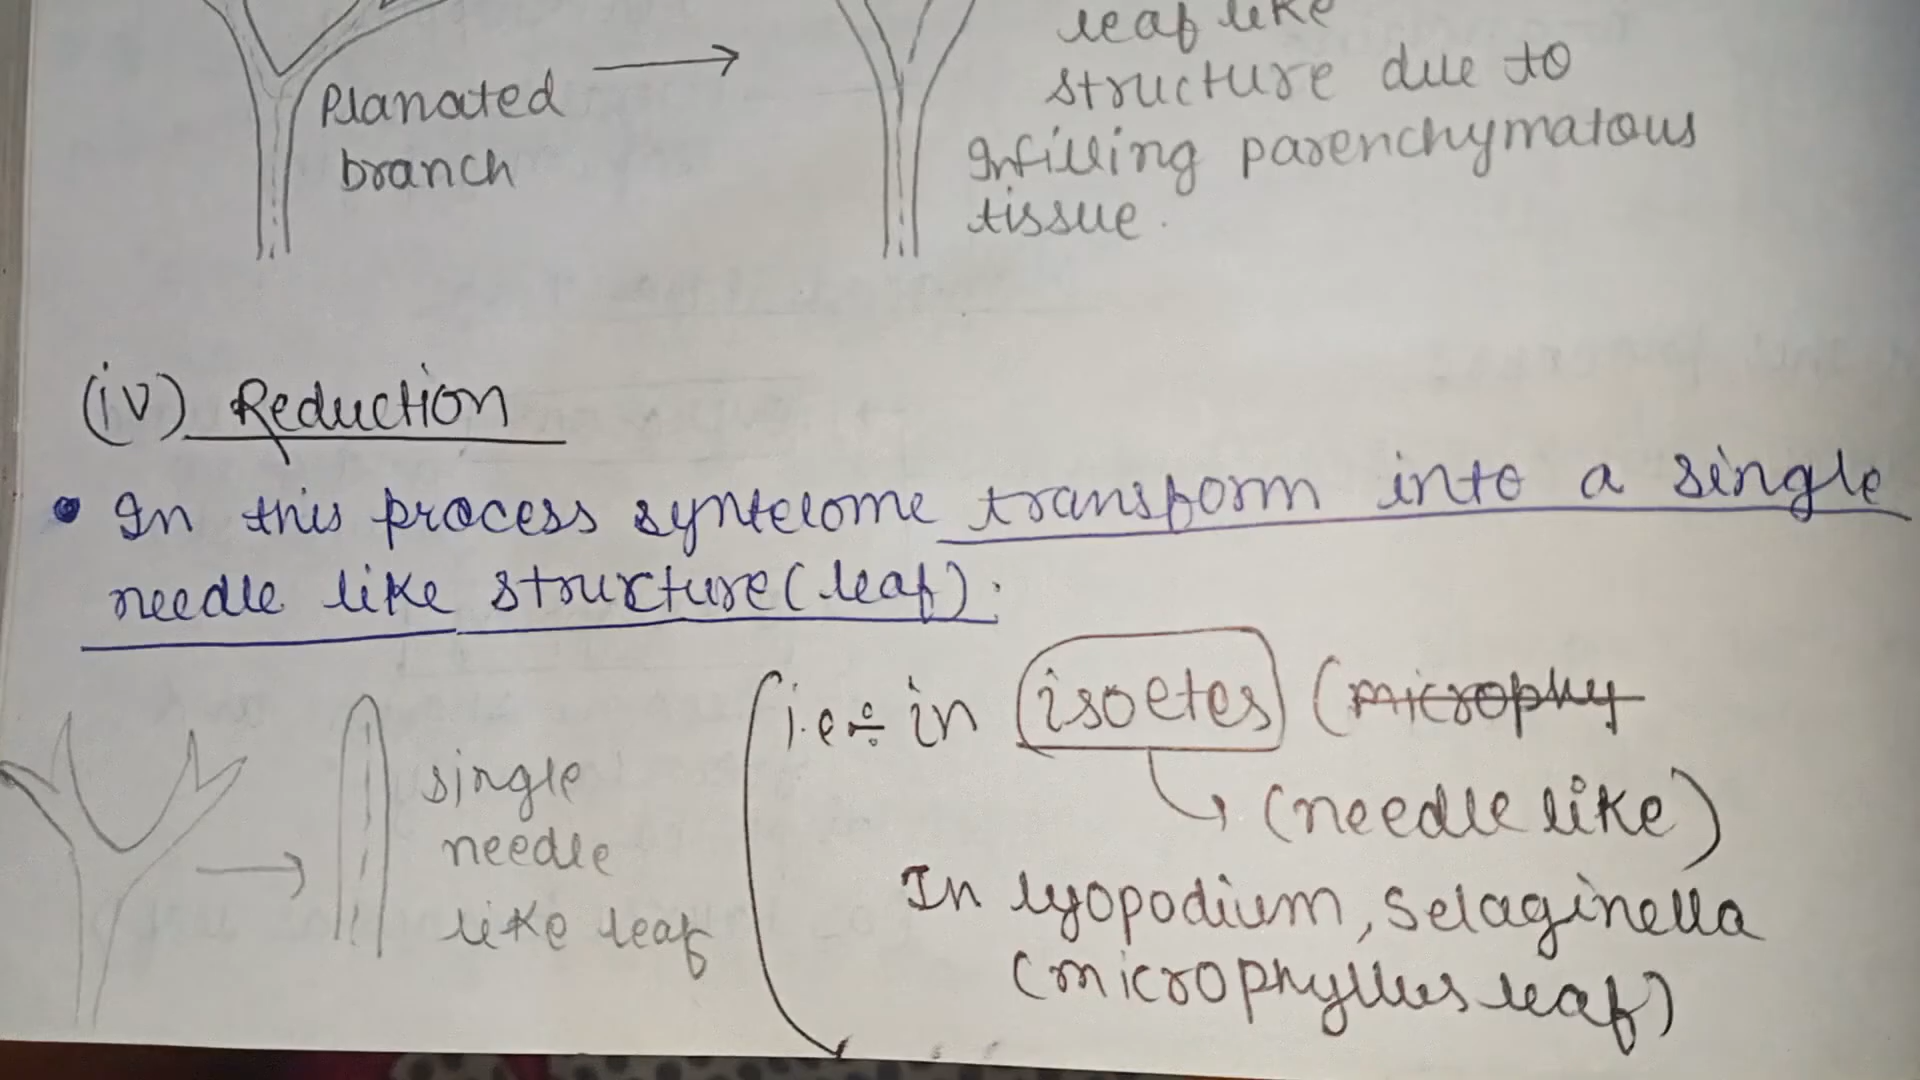 leaf like
structure due to
Infilling parenchymatous
tissue.
Planated
branch
(iv) Reduction
• In this process syntelome transform into a single
needle like structure (leaf).
single
needle
like leaf
i.e÷ in isoetes (microphy
(needle like)
In lyopodium, selaginella
(microphyllus leaf)